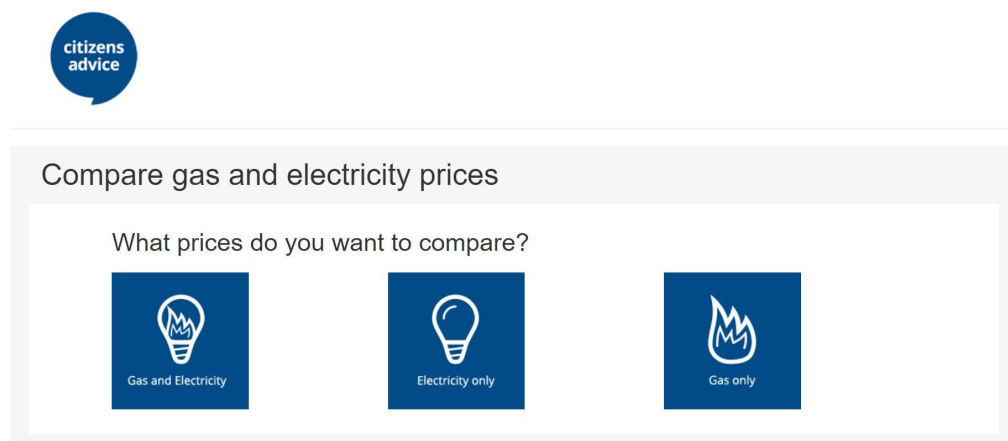 citizens
advice
Compare gas and electricity prices
What prices do you want to compare?
Gas and Electricity
Electricity only
Gas only